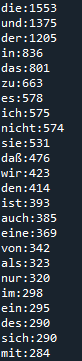 die:1553
und:1375
der:1205
in:836
das:801
zu:663
es:578
ich:575
nicht:574
sie:531
daß:476
wir:423
den:414
ist:393
auch:385
eine:369
von:342
als:323
nur:320
im:298
ein:295
des:290
sich:290
mit:284